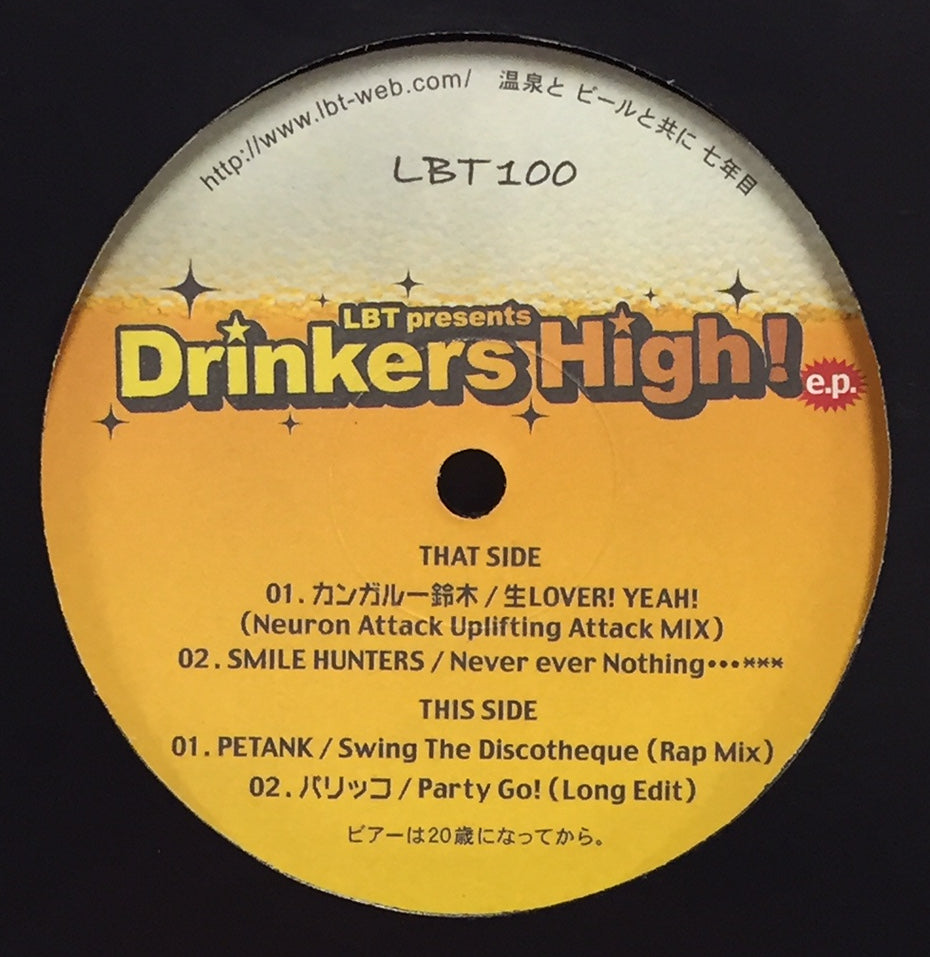 http://www.lbt-web.com/ 温泉と ビールと共に 七年目
LBT 100
LBT presents
Drinkers High!
e.p.
THAT SIDE
01. カンガルー鈴木 / 生LOVER! YEAH!
(Neuron Attack Uplifting Attack MIX)
02. SMILE HUNTERS / Never ever Nothing•••***
THIS SIDE
01. PETANK / Swing The Discotheque (Rap Mix)
02. バリッコ / Party Go! (Long Edit)
ビアーは20歳になってから。